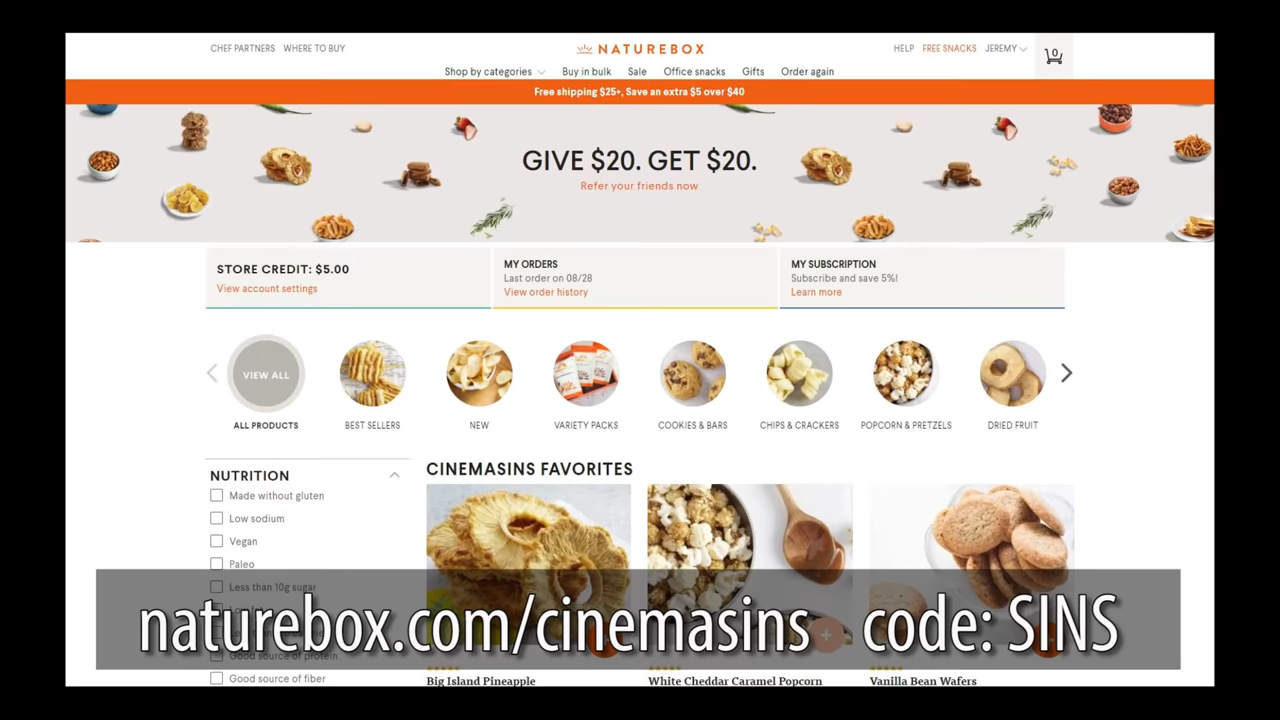 CHEF PARTNERS WHERE TO BUY
NATUREBOX
HELP FREE SNACKS JEREMY 0
Shop by categories Buy in bulk Sale Office snacks Gifts Order again
Free shipping $25+, Save an extra $5 over $40
GIVE $20. GET $20.
Refer your friends now
STORE CREDIT: $5.00
View account settings
MY ORDERS
Last order on 08/28
View order history
MY SUBSCRIPTION
Subscribe and save 5%!
Learn more
VIEW ALL
ALL PRODUCTS BEST SELLERS NEW VARIETY PACKS COOKIES & BARS CHIPS & CRACKERS POPCORN & PRETZELS DRIED FRUIT
NUTRITION
Made without gluten
Low sodium
Vegan
Paleo
Less than 10g sugar
Good source of protein
Good source of fiber
CINEMASINS FAVORITES
naturebox.com/cinemasins code: SINS
Big Island Pineapple White Cheddar Caramel Popcorn Vanilla Bean Wafers